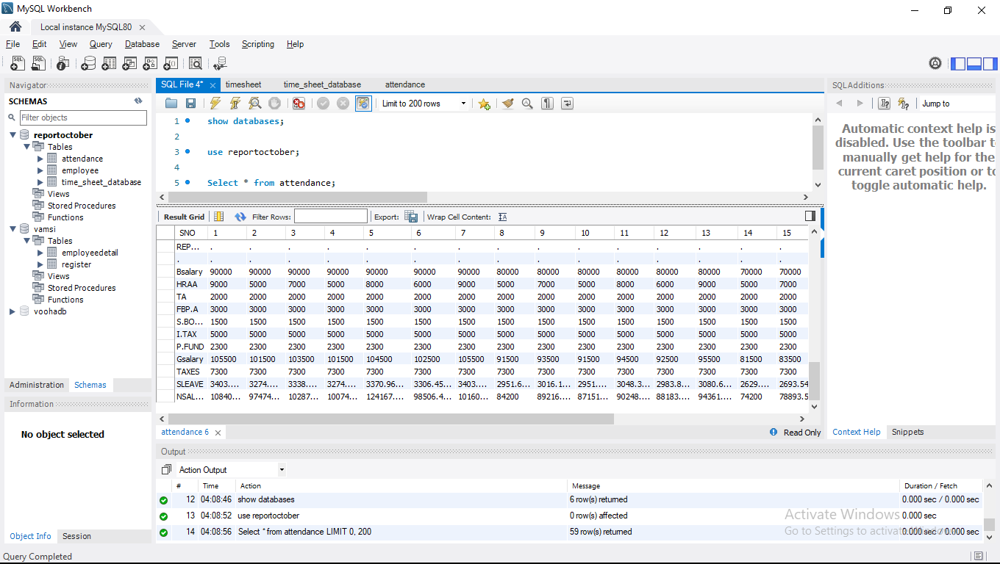 MySQL Workbench
Local instance MySQL80
File Edit View Query Database Server Tools Scripting Help
Navigator
SCHEMAS
Filter objects
reportoctober
Tables
attendance
employee
time_sheet_database
Views
Stored Procedures
Functions
vamsi
Tables
employeedetail
register
Views
Stored Procedures
Functions
voohadb
Administration Schemas
Information
No object selected
Object Info Session
SQL File 4* timesheet time_sheet_database attendance
Limit to 200 rows
1 show databases;
2
3 use reportoctober;
4
5 Select * from attendance;
Result Grid Filter Rows: Export: Wrap Cell Content:
SNO 1 2 3 4 5 6 7 8 9 10 11 12 13 14 15
REP... . . . . . . . . . . . . . . .
. . . . . . . . . . . . . . . .
Bsalary 90000 90000 90000 90000 90000 90000 90000 80000 80000 80000 80000 80000 80000 70000 70000
HRAA 9000 5000 7000 5000 8000 6000 9000 5000 7000 5000 8000 6000 9000 5000 7000
TA 2000 2000 2000 2000 2000 2000 2000 2000 2000 2000 2000 2000 2000 2000 2000
FBP.A 3000 3000 3000 3000 3000 3000 3000 3000 3000 3000 3000 3000 3000 3000 3000
S.BO... 1500 1500 1500 1500 1500 1500 1500 1500 1500 1500 1500 1500 1500 1500 1500
I.TAX 5000 5000 5000 5000 5000 5000 5000 5000 5000 5000 5000 5000 5000 5000 5000
P.FUND 2300 2300 2300 2300 2300 2300 2300 2300 2300 2300 2300 2300 2300 2300 2300
Gsalary 105500 101500 103500 101500 104500 102500 105500 91500 93500 91500 94500 92500 95500 81500 83500
TAXES 7300 7300 7300 7300 7300 7300 7300 7300 7300 7300 7300 7300 7300 7300 7300
SLEAVE 3403.... 3274.... 3338.... 3274.... 3370.96... 3306.45... 3403.... 2951.6... 3016.1... 2951.... 3048.3... 2983.8... 3080.6... 2629.... 2693.54
NSAL... 10840... 97474.... 10287... 10074... 124167.... 98506.4... 10160... 84200 89216.... 87151.... 90248.... 88183.... 94361.... 74200 78893.5
attendance 6
Read Only
SQLAdditions
Jump to
Automatic context help is
disabled. Use the toolbar t
manually get help for the
current caret position or to
toggle automatic help.
Context Help Snippets
Output
Action Output
# Time Action Message Duration / Fetch
12 04:08:46 show databases 6 row(s) returned 0.000 sec / 0.000 sec
13 04:08:52 use reportoctober 0 row(s) affected 0.000 sec
14 04:08:56 Select * from attendance LIMIT 0, 200 59 row(s) returned 0.000 sec / 0.000 sec
Activate Windows
Go to Settings to activate Windows.
Query Completed